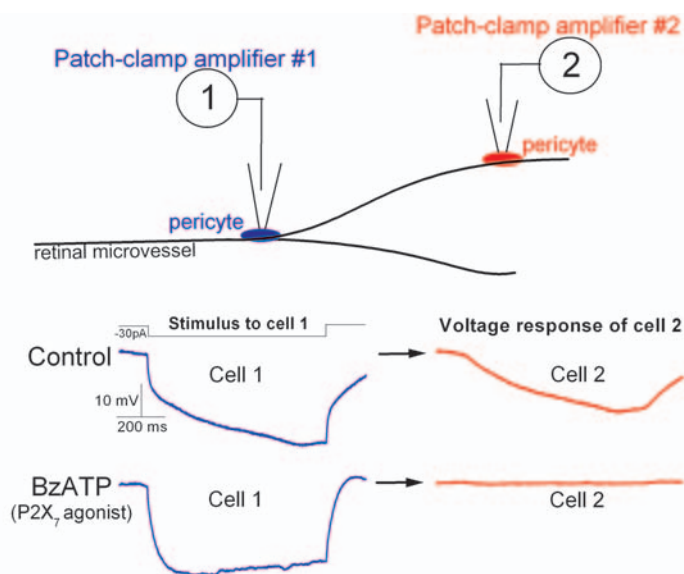 Patch-clamp amplifier #2
Patch-clamp amplifier #1
2
1
pericyte
pericyte
retinal microvessel
-30pA
Stimulus to cell 1
Voltage response of cell 2
Control
Cell 1
Cell 2
10 mV
200 ms
BzATP
(P2X7 agonist)
Cell 1
Cell 2